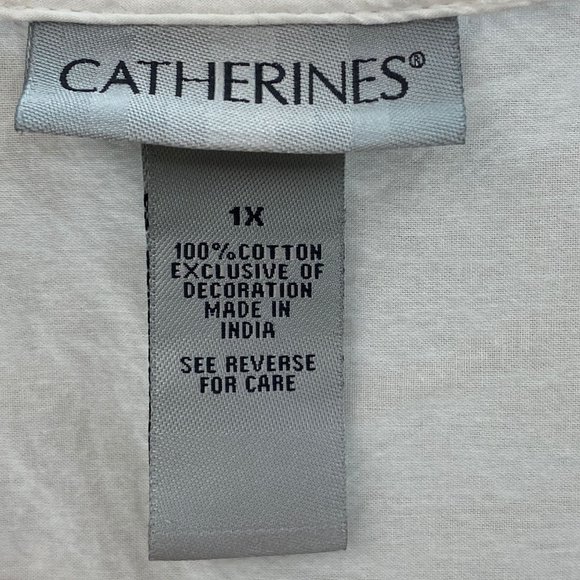 CATHERINES®
1X
100%COTTON
EXCLUSIVE OF
DECORATION
MADE IN
INDIA
SEE REVERSE
FOR CARE